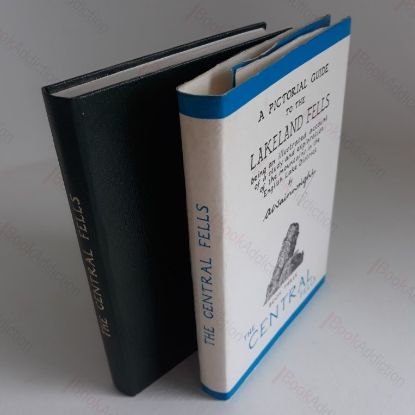 THE CENTRAL FELLS
THE CENTRAL FELLS
A PICTORIAL GUIDE
TO THE
LAKELAND FELLS
being an illustrated account
of a study and exploration
of the mountains in the
English Lake District
by
AWainwright
BOOK THREE
THE
CENTRAL
FELLS
BookAddiction